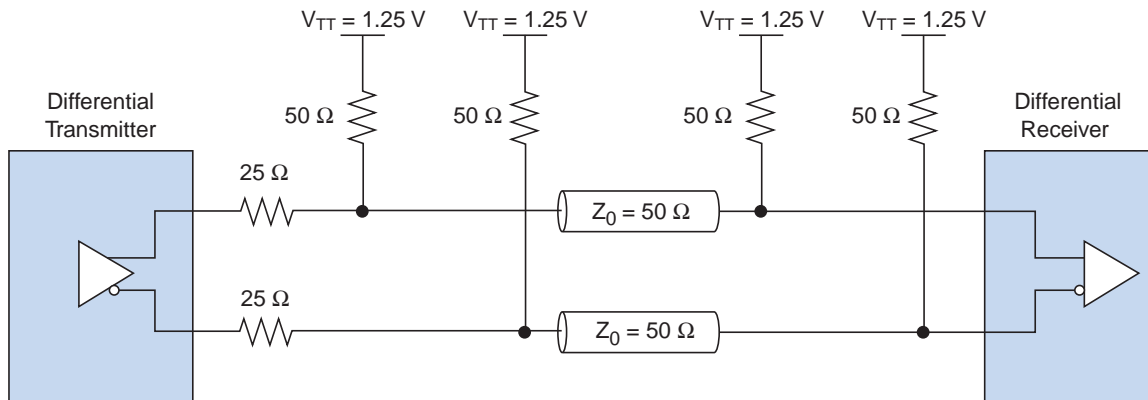 V_TT = 1.25 V V_TT = 1.25 V V_TT = 1.25 V V_TT = 1.25 V
Differential
Transmitter
50 Ω 50 Ω 50 Ω 50 Ω
Differential
Receiver
25 Ω
Z_0 = 50 Ω
25 Ω
Z_0 = 50 Ω